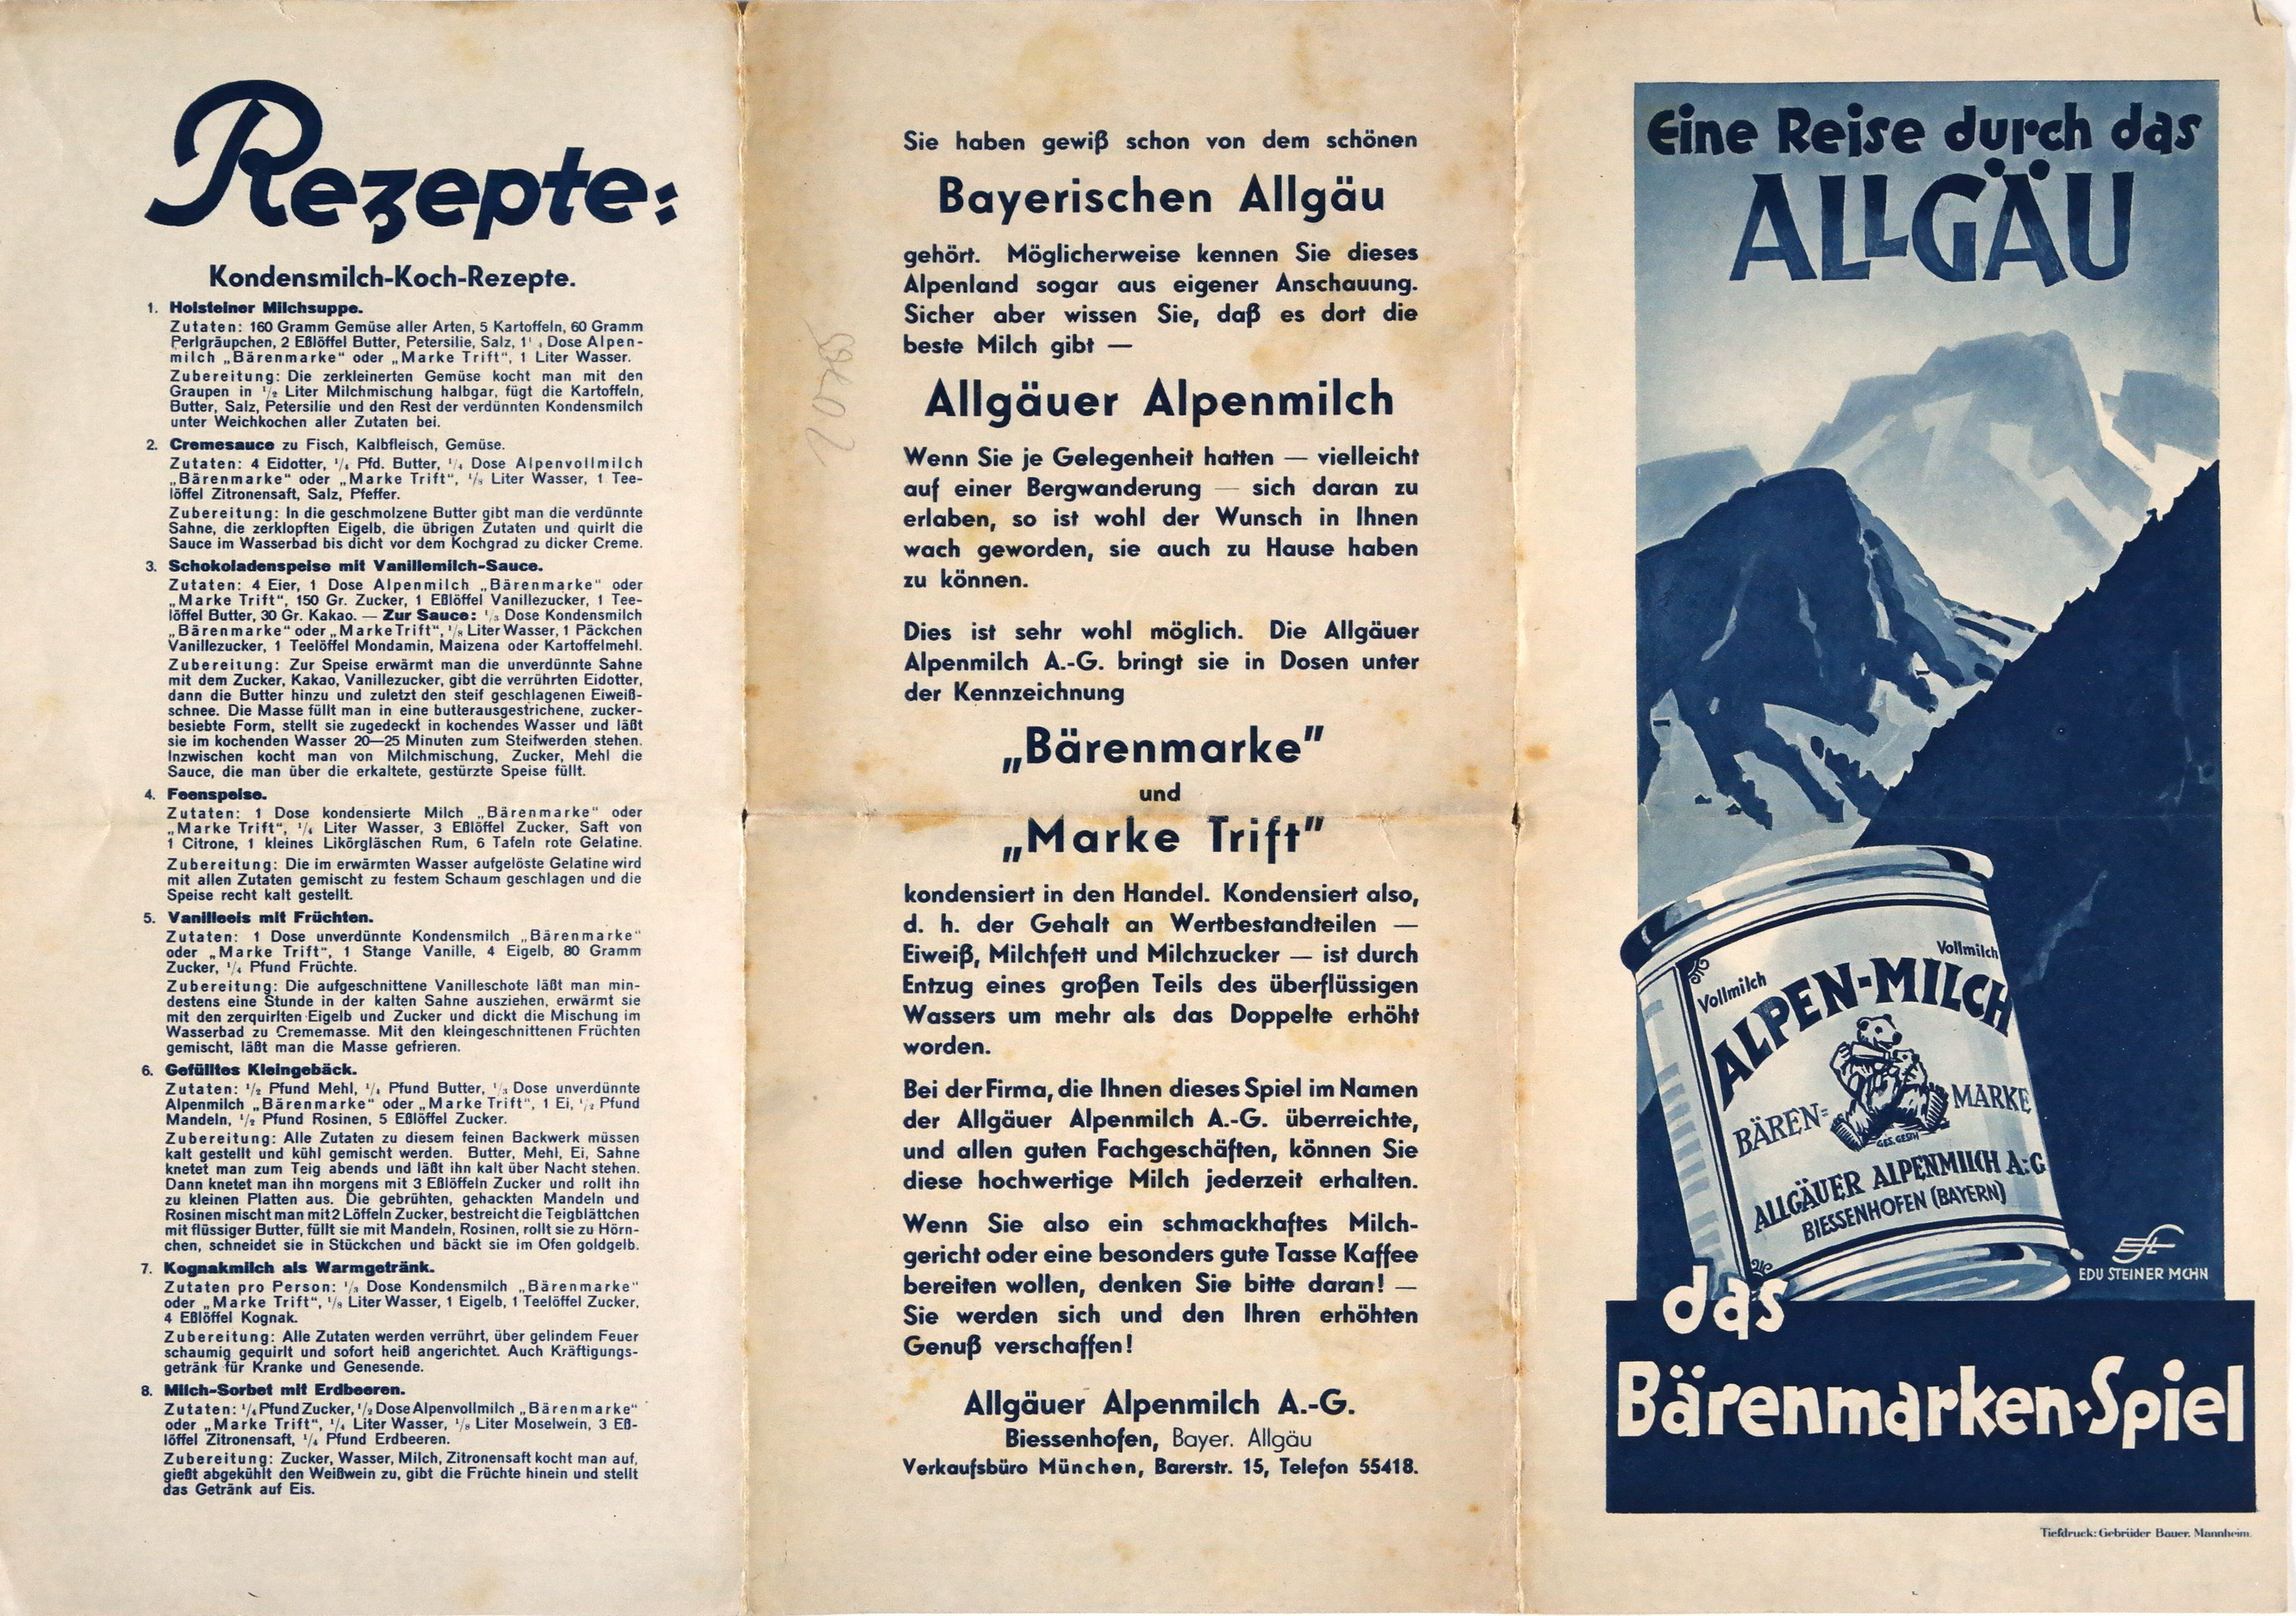 Rezepte:
Kondensmilch-Koch-Rezepte.
1. Holsteiner Milchsuppe.
Zutaten: 160 Gramm Gemüse aller Arten, 5 Kartoffeln, 60 Gramm
Perlgräupchen, 2 Eßlöffel Butter, Petersilie, Salz, Dose Alpen-
milch „Bärenmarke“ oder „Marke Trift“, 1 Liter Wasser.
Zubereitung: Die zerkleinerten Gemüse kocht man mit den
Graupen in ¹/₂ Liter Milchmischung halbgar, fügt die Kartoffeln,
Butter, Salz, Petersilie und den Rest der verdünnten Kondensmilch
unter Weichkochen aller Zutaten bei.
2. Cremesauce zu Fisch, Kalbfleisch, Gemüse.
Zutaten: 4 Eidotter, ¹/₄ Pfd. Butter, ¹/₄ Dose Alpenvollmilch
„Bärenmarke“ oder „Marke Trift“, ¹/₈ Liter Wasser, 1 Tee-
löffel Zitronensaft, Salz, Pfeffer.
Zubereitung: In die geschmolzene Butter gibt man die verdünnte
Sahne, die zerklopften Eigelb, die übrigen Zutaten und quirlt die
Sauce im Wasserbad bis dicht vor dem Kochgrad zu dicker Creme.
3. Schokoladenspeise mit Vanillemilch-Sauce.
Zutaten: 4 Eier, 1 Dose Alpenmilch „Bärenmarke“ oder
„Marke Trift“, 150 Gr. Zucker, 1 Eßlöffel Vanillezucker, 1 Tee-
löffel Butter, 30 Gr. Kakao. — Zur Sauce: ¹/₃ Dose Kondensmilch
„Bärenmarke“ oder „Marke Trift“, ¹/₈ Liter Wasser, 1 Päckchen
Vanillezucker, 1 Teelöffel Mondamin, Maizena oder Kartoffelmehl.
Zubereitung: Zur Speise erwärmt man die unverdünnte Sahne
mit dem Zucker, Kakao, Vanillezucker, gibt die verrührten Eidotter,
dann die Butter hinzu und zuletzt den steif geschlagenen Eiweiß-
schnee. Die Masse füllt man in eine butterausgestrichene, zucker-
besiebte Form, stellt sie zugedeckt in kochendes Wasser und läßt
sie im kochenden Wasser 20—25 Minuten zum Steifwerden stehen.
Inzwischen kocht man von Milchmischung, Zucker, Mehl die
Sauce, die man über die erkaltete, gestürzte Speise füllt.
4. Feenspeise.
Zutaten: 1 Dose kondensierte Milch „Bärenmarke“ oder
„Marke Trift“, ¹/₄ Liter Wasser, 3 Eßlöffel Zucker, Saft von
1 Citrone, 1 kleines Likörgläschen Rum, 6 Tafeln rote Gelatine.
Zubereitung: Die im erwärmten Wasser aufgelöste Gelatine wird
mit allen Zutaten gemischt zu festem Schaum geschlagen und die
Speise recht kalt gestellt.
5. Vanilleeis mit Früchten.
Zutaten: 1 Dose unverdünnte Kondensmilch „Bärenmarke“
oder „Marke Trift“, 1 Stange Vanille, 4 Eigelb, 80 Gramm
Zucker, ¹/₄ Pfund Früchte.
Zubereitung: Die aufgeschnittene Vanilleschote läßt man min-
destens eine Stunde in der kalten Sahne ausziehen, erwärmt sie
mit den zerquirlten Eigelb und Zucker und dickt die Mischung im
Wasserbad zu Crememasse. Mit den kleingeschnittenen Früchten
gemischt, läßt man die Masse gefrieren.
6. Gefülltes Kleingebäck.
Zutaten: ¹/₂ Pfund Mehl, ¹/₄ Pfund Butter, ¹/₃ Dose unverdünnte
Alpenmilch „Bärenmarke“ oder „Marke Trift“, 1 Ei, ¹/₂ Pfund
Mandeln, ¹/₂ Pfund Rosinen, 5 Eßlöffel Zucker.
Zubereitung: Alle Zutaten zu diesem feinen Backwerk müssen
kalt gestellt und kühl gemischt werden. Butter, Mehl, Ei, Sahne
knetet man zum Teig abends und läßt ihn kalt über Nacht stehen.
Dann knetet man ihn morgens mit 3 Eßlöffeln Zucker und rollt ihn
zu kleinen Platten aus. Die gebrühten, gehackten Mandeln und
Rosinen mischt man mit 2 Löffeln Zucker, bestreicht die Teigblättchen
mit flüssiger Butter, füllt sie mit Mandeln, Rosinen, rollt sie zu Hörn-
chen, schneidet sie in Stückchen und bäckt sie im Ofen goldgelb.
7. Kognakmilch als Warmgetränk.
Zutaten pro Person: ¹/₃ Dose Kondensmilch „Bärenmarke“
oder „Marke Trift“, ¹/₈ Liter Wasser, 1 Eigelb, 1 Teelöffel Zucker,
4 Eßlöffel Kognak.
Zubereitung: Alle Zutaten werden verrührt, über gelindem Feuer
schaumig gequirlt und sofort heiß angerichtet. Auch Kräftigungs-
getränk für Kranke und Genesende.
8. Milch-Sorbet mit Erdbeeren.
Zutaten: ¹/₄ Pfund Zucker, ¹/₂ Dose Alpenvollmilch „Bärenmarke“
oder „Marke Trift“, ¹/₄ Liter Wasser, ¹/₈ Liter Moselwein, 3 Eß-
löffel Zitronensaft, ¹/₄ Pfund Erdbeeren.
Zubereitung: Zucker, Wasser, Milch, Zitronensaft kocht man auf,
gießt abgekühlt den Weißwein zu, gibt die Früchte hinein und stellt
das Getränk auf Eis.
Sie haben gewiß schon von dem schönen
Bayerischen Allgäu
gehört. Möglicherweise kennen Sie dieses
Alpenland sogar aus eigener Anschauung.
Sicher aber wissen Sie, daß es dort die
beste Milch gibt —
Allgäuer Alpenmilch
Wenn Sie je Gelegenheit hatten — vielleicht
auf einer Bergwanderung — sich daran zu
erlaben, so ist wohl der Wunsch in Ihnen
wach geworden, sie auch zu Hause haben
zu können.
Dies ist sehr wohl möglich. Die Allgäuer
Alpenmilch A.-G. bringt sie in Dosen unter
der Kennzeichnung
„Bärenmarke”
und
„Marke Trift”
kondensiert in den Handel. Kondensiert also,
d. h. der Gehalt an Wertbestandteilen —
Eiweiß, Milchfett und Milchzucker — ist durch
Entzug eines großen Teils des überflüssigen
Wassers um mehr als das Doppelte erhöht
worden.
Bei der Firma, die Ihnen dieses Spiel im Namen
der Allgäuer Alpenmilch A.-G. überreichte,
und allen guten Fachgeschäften, können Sie
diese hochwertige Milch jederzeit erhalten.
Wenn Sie also ein schmackhaftes Milch-
gericht oder eine besonders gute Tasse Kaffee
bereiten wollen, denken Sie bitte daran! —
Sie werden sich und den Ihren erhöhten
Genuß verschaffen!
Allgäuer Alpenmilch A.-G.
Biessenhofen, Bayer. Allgäu
Verkaufsbüro München, Barerstr. 15, Telefon 55418.
Eine Reise durch das
ALLGÄU
Vollmilch Vollmilch
ALPEN-MILCH
BÄREN= MARKE
GES. GESCH
ALLGÄUER ALPENMILCH A:G
BIESSENHOFEN (BAYERN)
EDU STEINER MCHN
das
Bärenmarken-Spiel
Tiefdruck: Gebrüder Bauer, Mannheim.